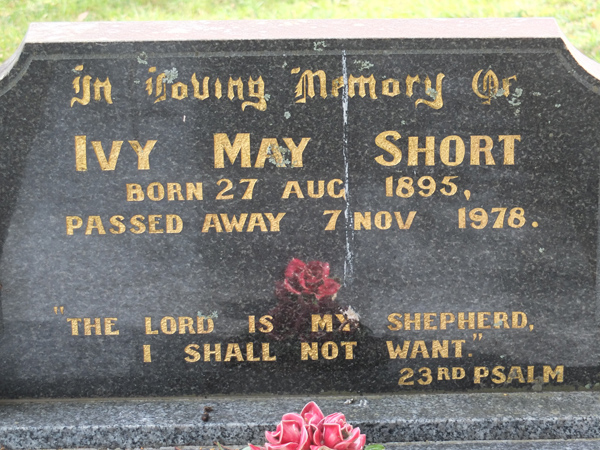 In Loving Memory Of
IVY MAY SHORT
BORN 27 AUG 1895,
PASSED AWAY 7 NOV 1978.
"THE LORD IS MY SHEPHERD,
I SHALL NOT WANT."
23RD PSALM